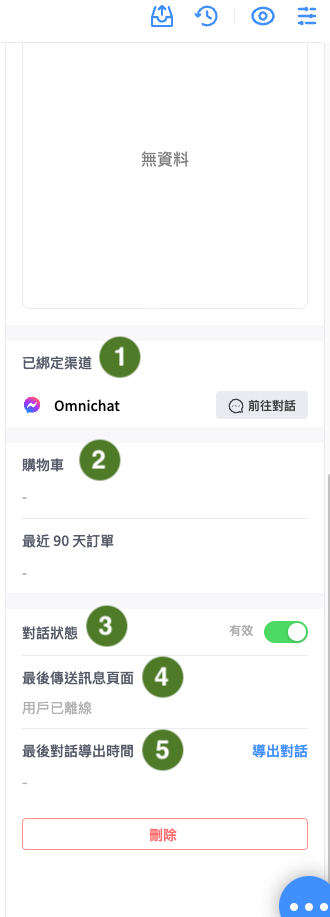 無資料
已綁定渠道 1
Omnichat 前往對話
購物車 2
-
最近 90 天訂單
-
對話狀態 3 有效
最後傳送訊息頁面 4
用戶已離線
最後對話導出時間 5 導出對話
-
刪除